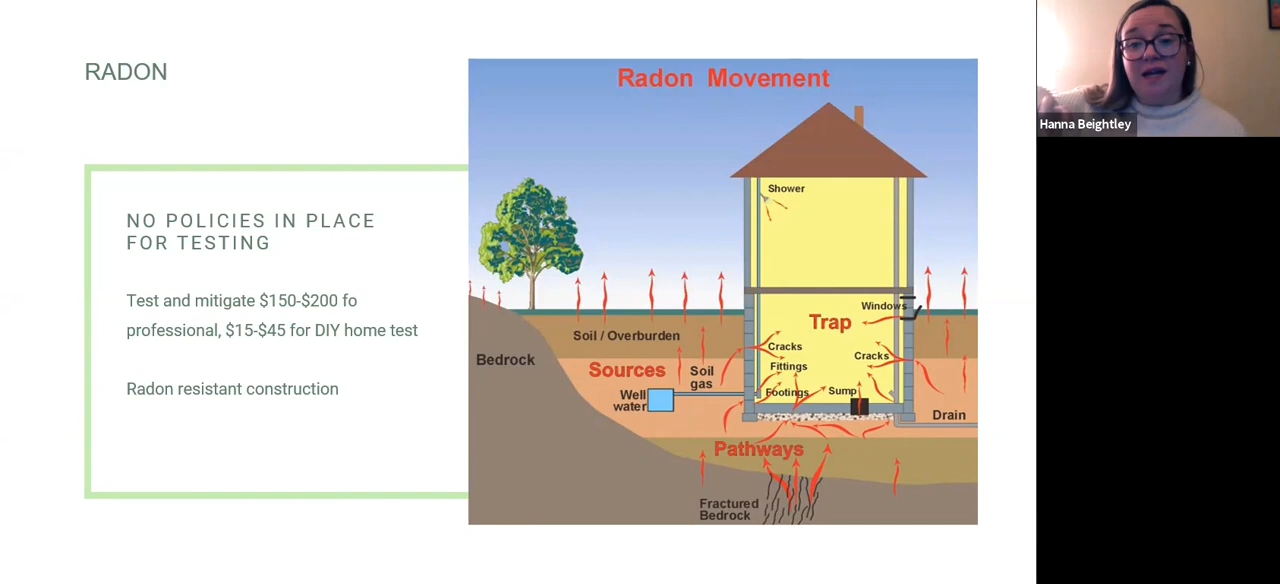 RADON
NO POLICIES IN PLACE
FOR TESTING
Test and mitigate $150-$200 fo
professional, $15-$45 for DIY home test
Radon resistant construction
Radon Movement
Shower
Windows
Trap
Soil / Overburden
Cracks
Cracks
Bedrock
Fittings
Sources
Soil
gas
Well
water
Footings
Sump
Drain
Pathways
Fractured
Bedrock
Hanna Beightley